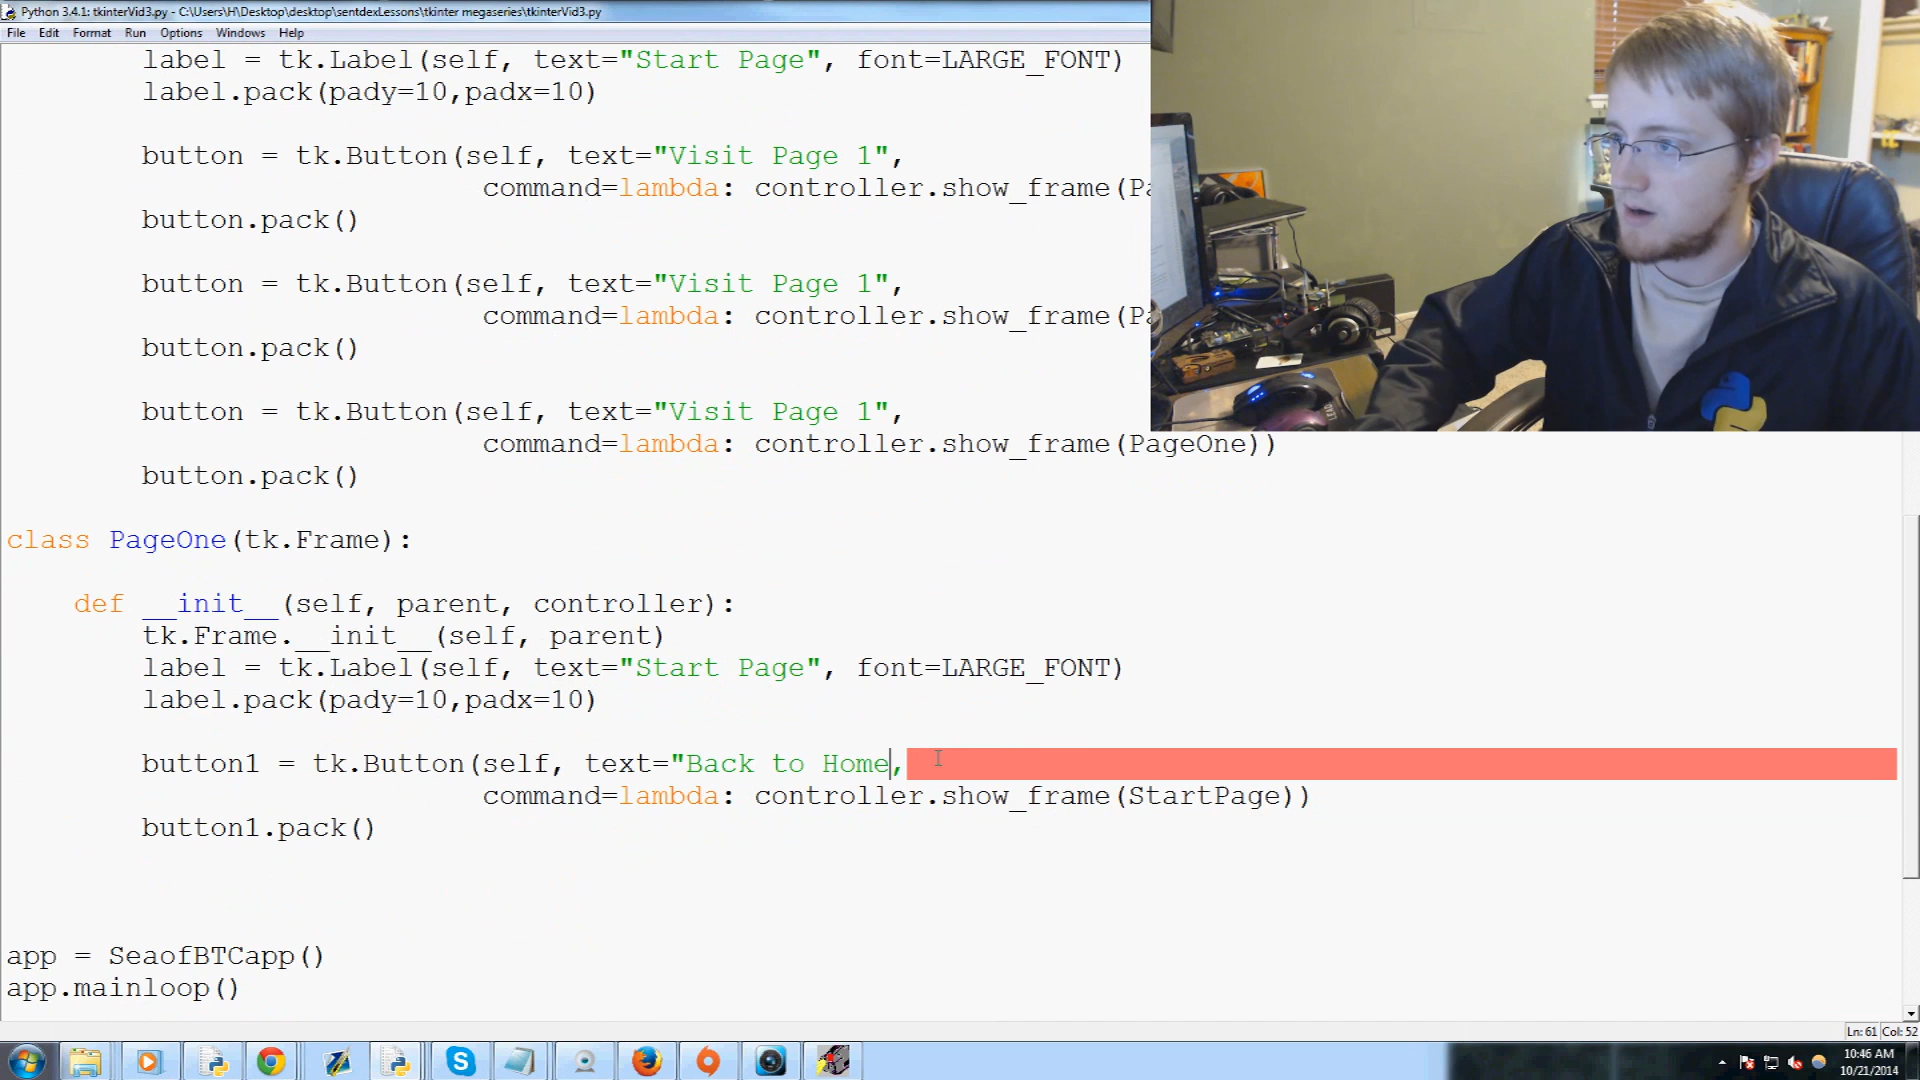 Python 3.4.1: tkinterVid3.py - C:\Users\H\Desktop\desktop\sentdexLessons\tkinter megaseries\tkinterVid3.py
File Edit Format Run Options Windows Help
label = tk.Label(self, text="Start Page", font=LARGE_FONT)
label.pack(pady=10,padx=10)
button = tk.Button(self, text="Visit Page 1",
command=lambda: controller.show_frame(Pa
button.pack()
button = tk.Button(self, text="Visit Page 1",
command=lambda: controller.show_frame(Pa
button.pack()
button = tk.Button(self, text="Visit Page 1",
command=lambda: controller.show_frame(PageOne))
button.pack()
class PageOne(tk.Frame):
def __init__(self, parent, controller):
tk.Frame.__init__(self, parent)
label = tk.Label(self, text="Start Page", font=LARGE_FONT)
label.pack(pady=10,padx=10)
button1 = tk.Button(self, text="Back to Home,
command=lambda: controller.show_frame(StartPage))
button1.pack()
app = SeaofBTCapp()
app.mainloop()
Ln: 61 Col: 52
10:46 AM
10/21/2014